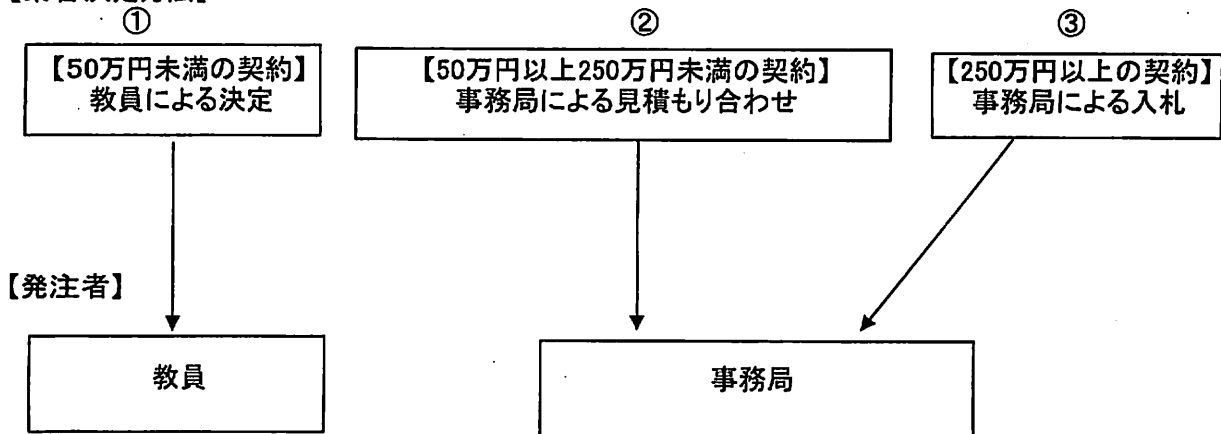 ①
②
③
【50万円未満の契約】
教員による決定
【50万円以上250万円未満の契約】
事務局による見積もり合わせ
【250万円以上の契約】
事務局による入札
【発注者】
教員
事務局